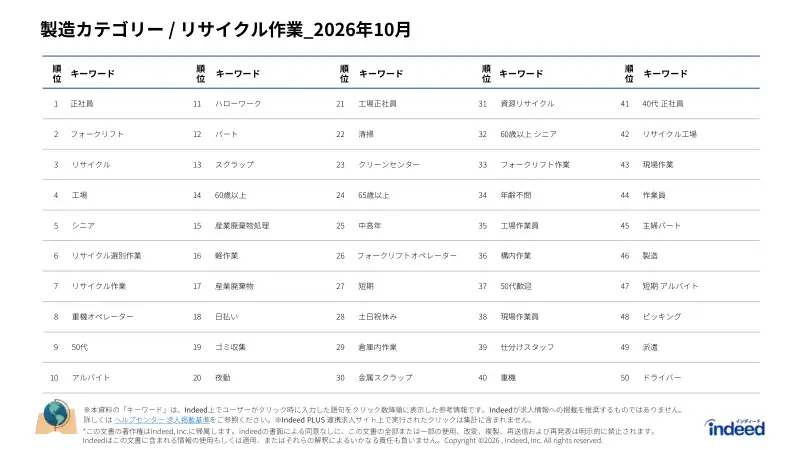 製造カテゴリー / リサイクル作業_2026年10月
順位 キーワード 順位 キーワード 順位 キーワード 順位 キーワード 順位 キーワード
1 正社員 11 ハローワーク 21 工場正社員 31 資源リサイクル 41 40代 正社員
2 フォークリフト 12 パート 22 清掃 32 60歳以上 シニア 42 リサイクル工場
3 リサイクル 13 スクラップ 23 クリーンセンター 33 フォークリフト作業 43 現場作業
4 工場 14 60歳以上 24 65歳以上 34 年齢不問 44 作業員
5 シニア 15 産業廃棄物処理 25 中高年 35 工場作業員 45 主婦パート
6 リサイクル選別作業 16 軽作業 26 フォークリフトオペレーター 36 構内作業 46 製造
7 リサイクル作業 17 産業廃棄物 27 短期 37 50代歓迎 47 短期 アルバイト
8 重機オペレーター 18 日払い 28 土日祝休み 38 現場作業員 48 ピッキング
9 50代 19 ゴミ収集 29 倉庫内作業 39 仕分けスタッフ 49 派遣
10 アルバイト 20 夜勤 30 金属スクラップ 40 重機 50 ドライバー
※本資料の「キーワード」は、Indeed上でユーザーがクリック時に入力した語句をクリック数降順に表示した参考情報です。Indeedが求人情報への掲載を推奨するものではありません。
詳しくは ヘルプセンター 求人掲載基準をご参照ください。※Indeed PLUS 連携求人サイト上で実行されたクリックは集計に含まれません。
*この文書の著作権はIndeed, Inc.に帰属します。Indeedの書面による同意なしに、この文書の全部または一部の使用、改変、複製、再送信および再発表は明示的に禁止されます。
Indeedはこの文書に含まれる情報の使用もしくは適用、またはそれらの解釈によるいかなる責任も負いません。Copyright ©2026 , Indeed, Inc. All rights reserved.
インディード
indeed